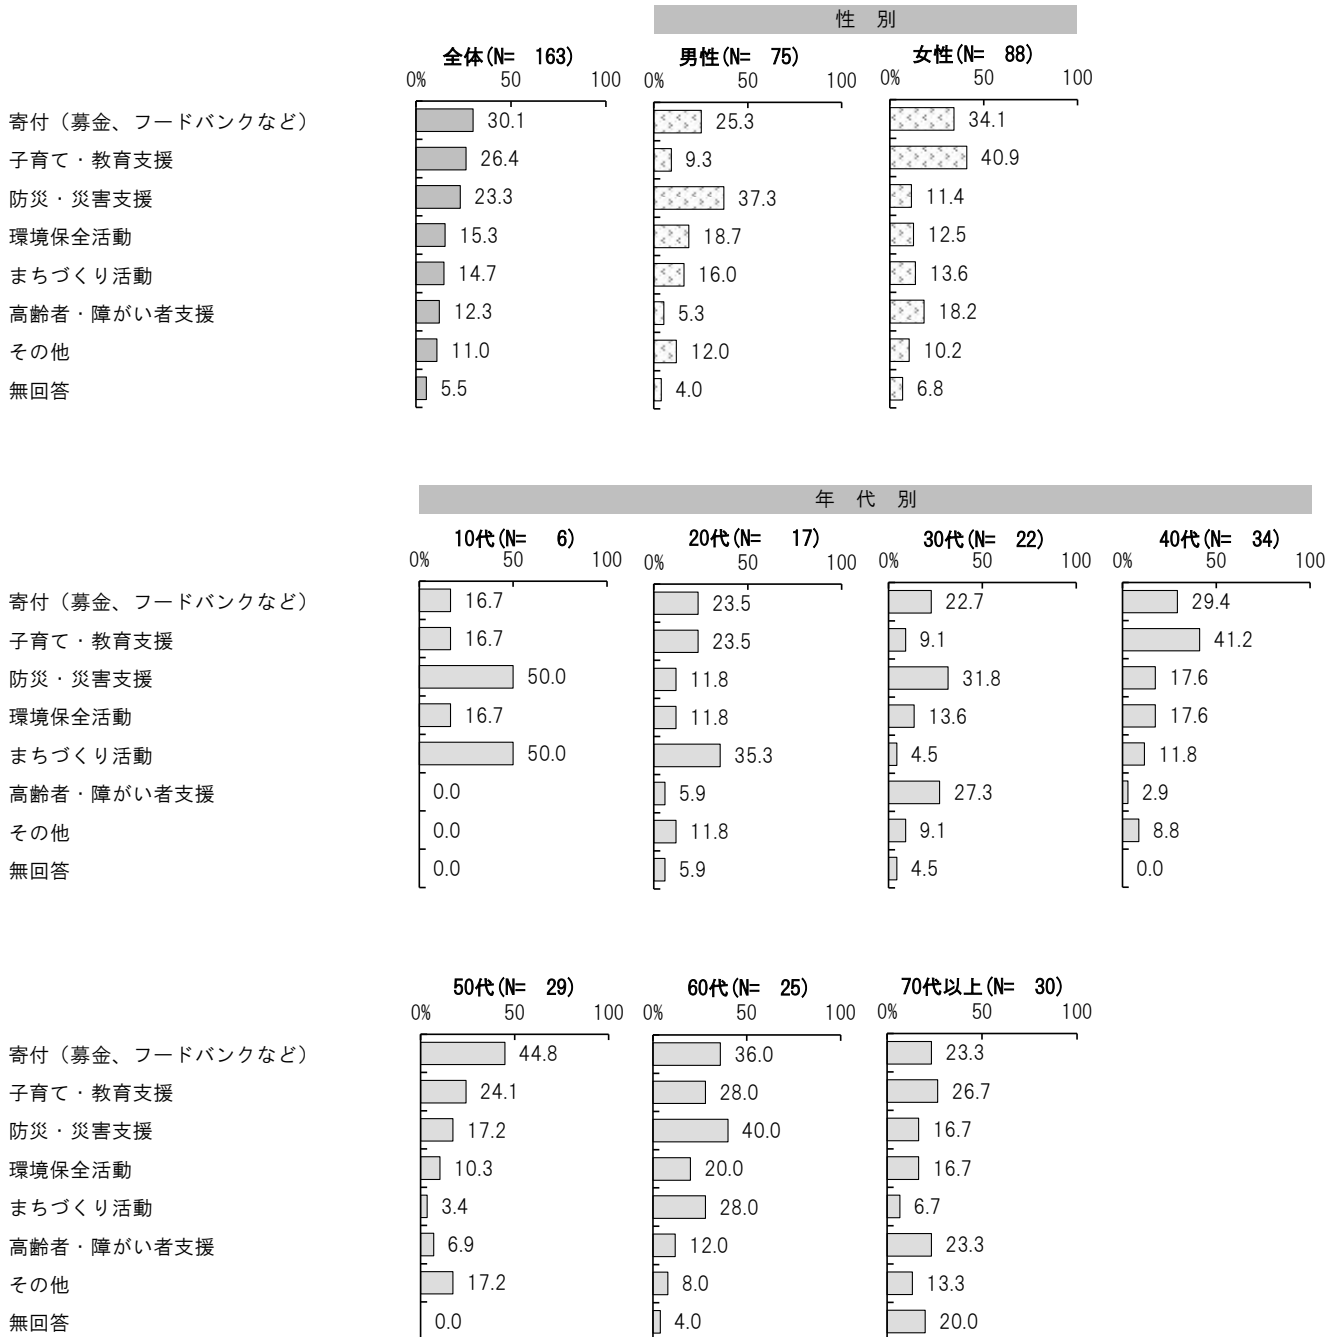 性 別
全体(N= 163) 男性(N= 75) 女性(N= 88)
0% 50 100 0% 50 100 0% 50 100
寄付（募金、フードバンクなど） 30.1 25.3 34.1
子育て・教育支援 26.4 9.3 40.9
防災・災害支援 23.3 37.3 11.4
環境保全活動 15.3 18.7 12.5
まちづくり活動 14.7 16.0 13.6
高齢者・障がい者支援 12.3 5.3 18.2
その他 11.0 12.0 10.2
無回答 5.5 4.0 6.8
年 代 別
10代(N= 6) 20代(N= 17) 30代(N= 22) 40代(N= 34)
0% 50 100 0% 50 100 0% 50 100 0% 50 100
寄付（募金、フードバンクなど） 16.7 23.5 22.7 29.4
子育て・教育支援 16.7 23.5 9.1 41.2
防災・災害支援 50.0 11.8 31.8 17.6
環境保全活動 16.7 11.8 13.6 17.6
まちづくり活動 50.0 35.3 4.5 11.8
高齢者・障がい者支援 0.0 5.9 27.3 2.9
その他 0.0 11.8 9.1 8.8
無回答 0.0 5.9 4.5 0.0
50代(N= 29) 60代(N= 25) 70代以上(N= 30)
0% 50 100 0% 50 100 0% 50 100
寄付（募金、フードバンクなど） 44.8 36.0 23.3
子育て・教育支援 24.1 28.0 26.7
防災・災害支援 17.2 40.0 16.7
環境保全活動 10.3 20.0 16.7
まちづくり活動 3.4 28.0 6.7
高齢者・障がい者支援 6.9 12.0 23.3
その他 17.2 8.0 13.3
無回答 0.0 4.0 20.0